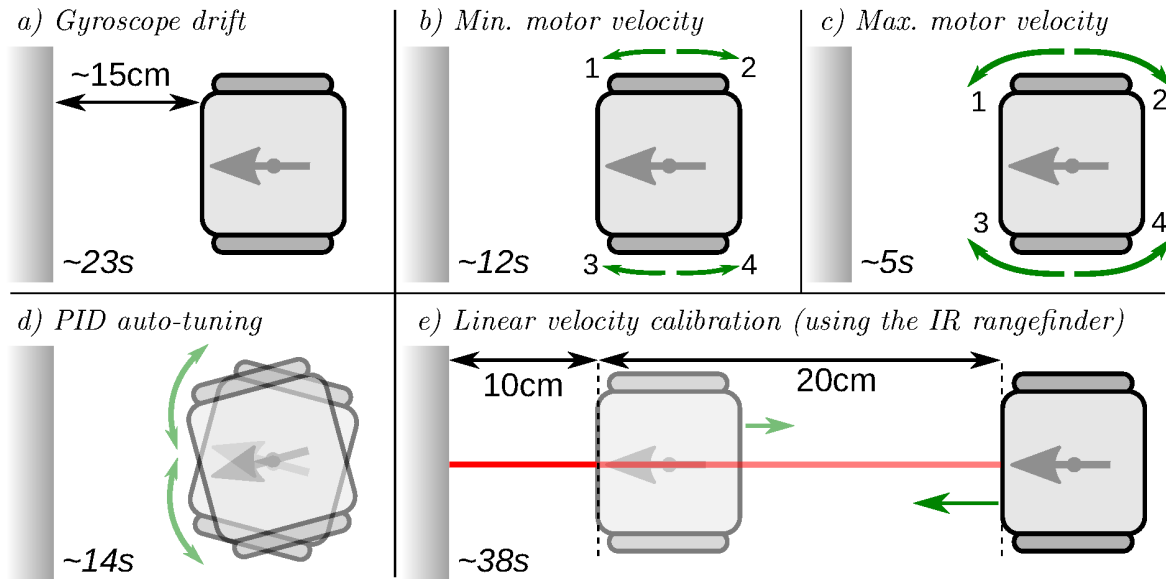 a) Gyroscope drift
~15cm
~23s
b) Min. motor velocity
1 2
3 4
~12s
c) Max. motor velocity
1 2
3 4
~5s
d) PID auto-tuning
~14s
e) Linear velocity calibration (using the IR rangefinder)
10cm
20cm
~38s